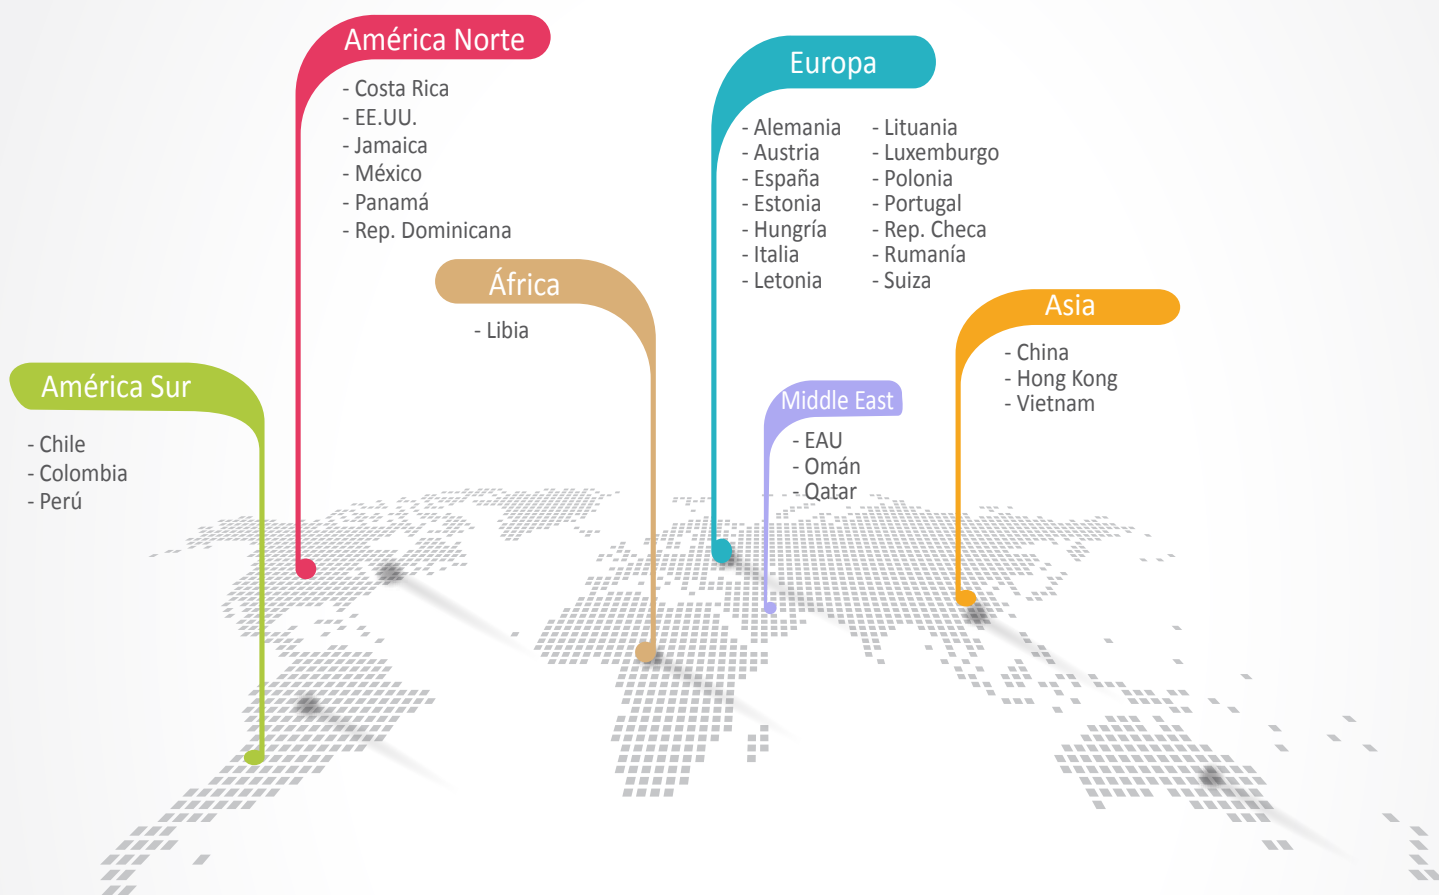 América Norte
- Costa Rica
- EE.UU.
- Jamaica
- México
- Panamá
- Rep. Dominicana
Europa
- Alemania
- Austria
- España
- Estonia
- Hungría
- Italia
- Letonia
- Lituania
- Luxemburgo
- Polonia
- Portugal
- Rep. Checa
- Rumanía
- Suiza
África
- Libia
Asia
- China
- Hong Kong
- Vietnam
América Sur
- Chile
- Colombia
- Perú
Middle East
- EAU
- Omán
- Qatar